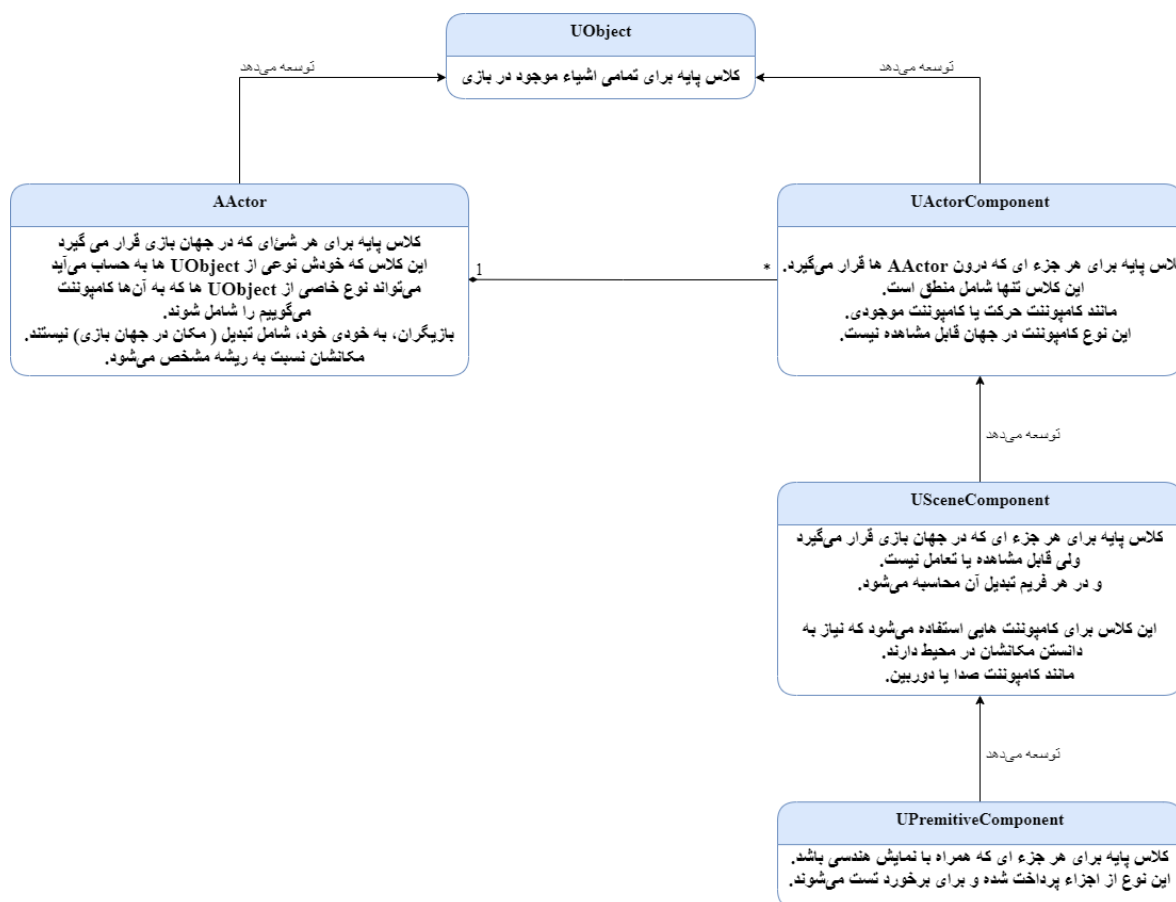 UObject
کلاس پایه برای تمامی اشیاء موجود در بازی
توسعه می‌دهد
توسعه می‌دهد
AActor
کلاس پایه برای هر شئ‌ای که در جهان بازی قرار می گیرد
این کلاس که خودش نوعی از UObject ها به حساب می‌آید
می‌تواند نوع خاصی از UObject ها که به آن‌ها کامپوننت
می‌گوییم را شامل شوند.
بازیگران، به خودی خود، شامل تبدیل ( مکان در جهان بازی) نیستند.
مکانشان نسبت به ریشه مشخص می‌شود.
1
*
UActorComponent
لاس پایه برای هر جزء ای که درون AActor ها قرار می‌گیرد.
این کلاس تنها شامل منطق است.
مانند کامپوننت حرکت یا کامپوننت موجودی.
این نوع کامپوننت در جهان قابل مشاهده نیست.
توسعه می‌دهد
USceneComponent
کلاس پایه برای هر جزء ای که در جهان بازی قرار می‌گیرد
ولی قابل مشاهده یا تعامل نیست.
و در هر فریم تبدیل آن محاسبه می‌شود.
این کلاس برای کامپوننت هایی استفاده می‌شود که نیاز به
دانستن مکانشان در محیط دارند.
مانند کامپوننت صدا یا دوربین.
توسعه می‌دهد
UPremitiveComponent
کلاس پایه برای هر جزء ای که همراه با نمایش هندسی باشد.
این نوع از اجزاء پرداخت شده و برای برخورد تست می‌شوند.